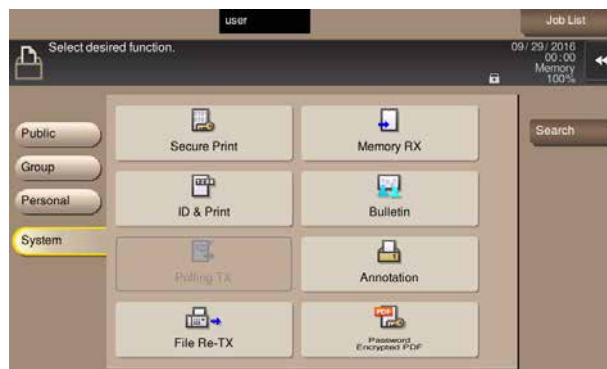 user
Job List
Select desired function.
09/29/2016
00:00
Memory
100%
Public
Group
Personal
System
Secure Print
Memory RX
Search
ID & Print
Bulletin
Polling TX
Annotation
File Re-TX
PDF
Password
Encrypted PDF